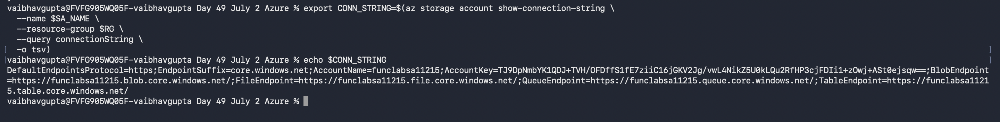 vaibhavgupta@FVFG905WQ05F-vaibhavgupta Day 49 July 2 Azure % export CONN_STRING=$(az storage account show-connection-string \
--name $SA_NAME \
--resource-group $RG \
--query connectionString \
[ -o tsv) ]
[vaibhavgupta@FVFG905WQ05F-vaibhavgupta Day 49 July 2 Azure % echo $CONN_STRING ]
DefaultEndpointsProtocol=https;EndpointSuffix=core.windows.net;AccountName=funclabsa11215;AccountKey=TJ9DpNmbYK1QDJ+TVH/OFDffS1fE7ziiC16jGKV2Jg/vwL4NikZ5U0kLQu2RfHP3cjFDIi1+zOwj+ASt0ejsqw==;BlobEndpoint
=https://funclabsa11215.blob.core.windows.net/;FileEndpoint=https://funclabsa11215.file.core.windows.net/;QueueEndpoint=https://funclabsa11215.queue.core.windows.net/;TableEndpoint=https://funclabsa1121
5.table.core.windows.net/
vaibhavgupta@FVFG905WQ05F-vaibhavgupta Day 49 July 2 Azure %